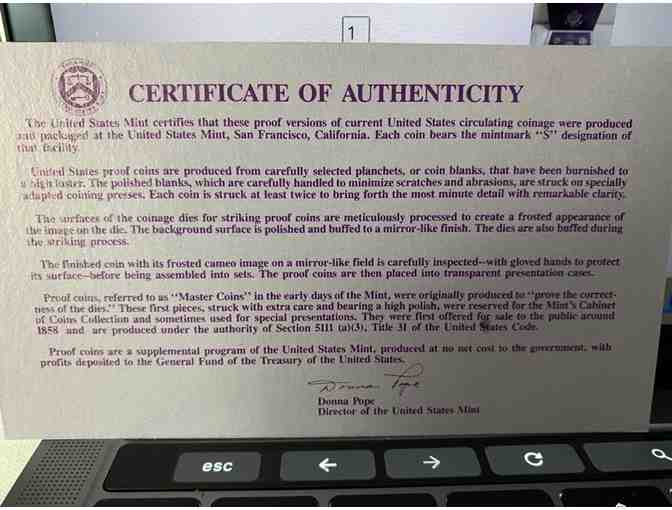 1
CERTIFICATE OF AUTHENTICITY
The United States Mint certifies that these proof versions of current United States circulating coinage were produced
and packaged at the United States Mint, San Francisco, California. Each coin bears the mintmark "S" designation of
that facility.
United States proof coins are produced from carefully selected planchets, or coin blanks, that have been burnished to
a high luster. The polished blanks, which are carefully handled to minimize scratches and abrasions, are struck on specially
adapted coining presses. Each coin is struck at least twice to bring forth the most minute detail with remarkable clarity.
The surfaces of the coinage dies for striking proof coins are meticulously processed to create a frosted appearance of
the image on the die. The background surface is polished and buffed to a mirror-like finish. The dies are also buffed during
the striking process.
The finished coin with its frosted cameo image on a mirror-like field is carefully inspected—with gloved hands to protect
its surface—before being assembled into sets. The proof coins are then placed into transparent presentation cases.
Proof coins, referred to as "Master Coins" in the early days of the Mint, were originally produced to "prove the correct-
ness of the dies." These first pieces, struck with extra care and bearing a high polish, were reserved for the Mint's Cabinet
of Coins Collection and sometimes used for special presentations. They were first offered for sale to the public around
1858 and are produced under the authority of Section 5111 (a)(3), Title 31 of the United States Code.
Proof coins are a supplemental program of the United States Mint, produced at no net cost to the government, with
profits deposited to the General Fund of the Treasury of the United States.
Donna Pope
Donna Pope
Director of the United States Mint
esc